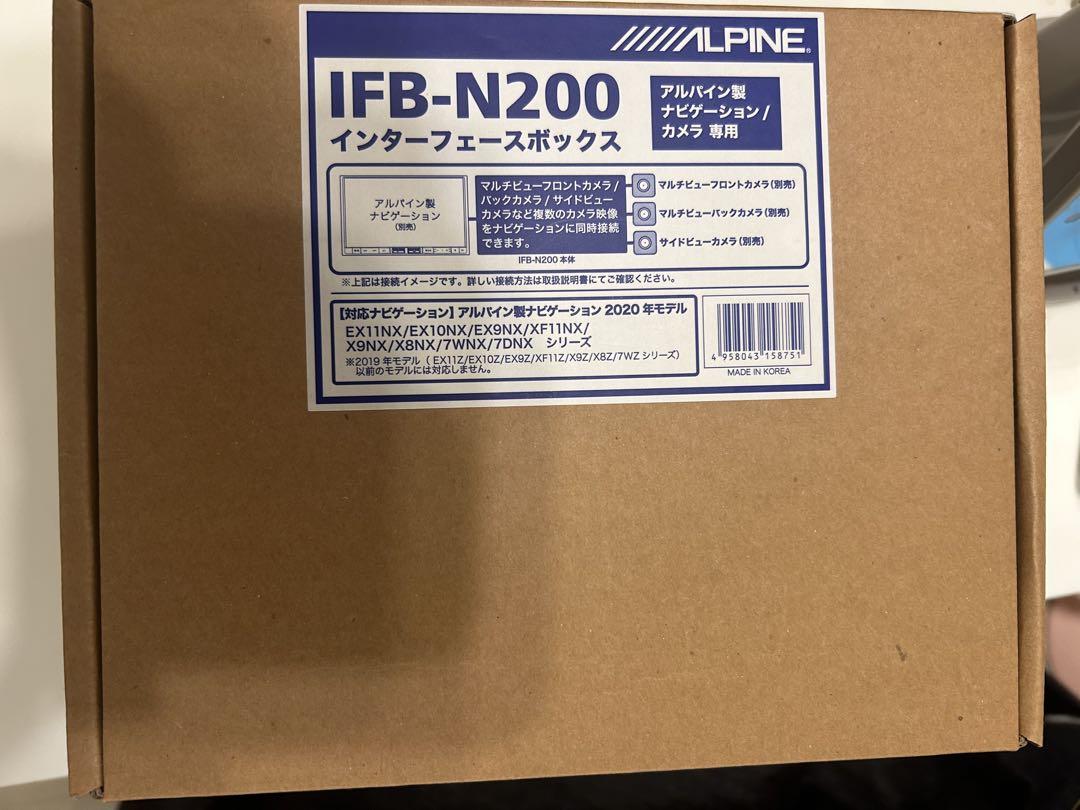 ALPINE®
IFB-N200
インターフェースボックス
アルパイン製
ナビゲーション/
カメラ 専用
アルパイン製
ナビゲーション
(別売)
マルチビューフロントカメラ/
バックカメラ/サイドビュー
カメラなど複数のカメラ映像
をナビゲーションに同時接続
できます。
IFB-N200 本体
マルチビューフロントカメラ(別売)
マルチビューバックカメラ(別売)
サイドビューカメラ(別売)
※上記は接続イメージです。詳しい接続方法は取扱説明書にてご確認ください。
【対応ナビゲーション】アルパイン製ナビゲーション 2020 年モデル
EX11NX/EX10NX/EX9NX/XF11NX/
X9NX/X8NX/7WNX/7DNX シリーズ
※2019 年モデル（EX11Z/EX10Z/EX9Z/XF11Z/X9Z/X8Z/7WZ シリーズ）
以前のモデルには対応しません。
4 958043 158751
MADE IN KOREA